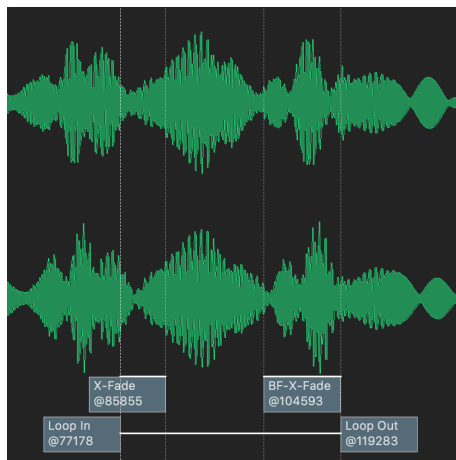 X-Fade
@85855
BF-X-Fade
@104593
Loop In
@77178
Loop Out
@119283